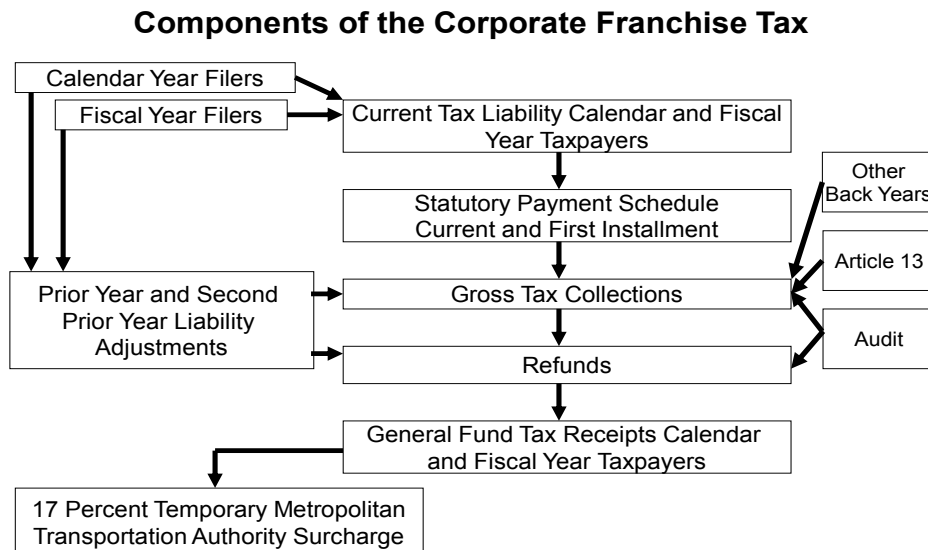 Components of the Corporate Franchise Tax
Calendar Year Filers
Fiscal Year Filers
Current Tax Liability Calendar and Fiscal
Year Taxpayers
Other
Back Years
Statutory Payment Schedule
Current and First Installment
Article 13
Prior Year and Second
Prior Year Liability
Adjustments
Gross Tax Collections
Audit
Refunds
General Fund Tax Receipts Calendar
and Fiscal Year Taxpayers
17 Percent Temporary Metropolitan
Transportation Authority Surcharge